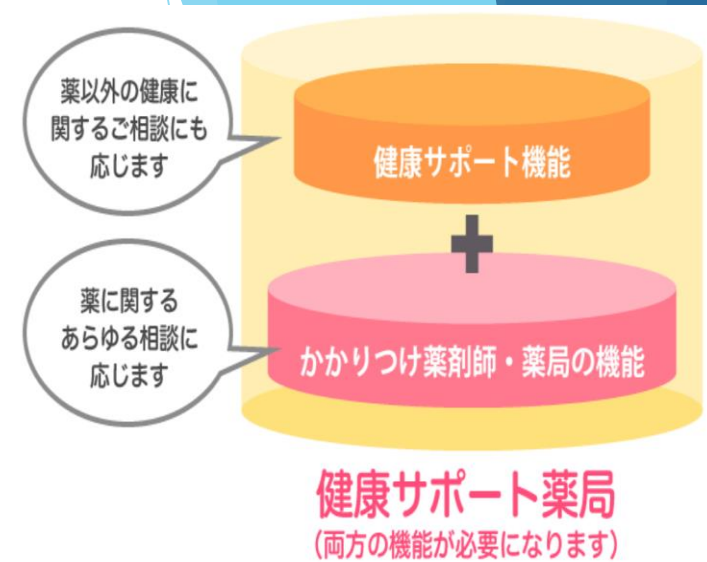 薬以外の健康に
関するご相談にも
応じます
健康サポート機能
薬に関する
あらゆる相談に
応じます
かかりつけ薬剤師・薬局の機能
健康サポート薬局
(両方の機能が必要になります)